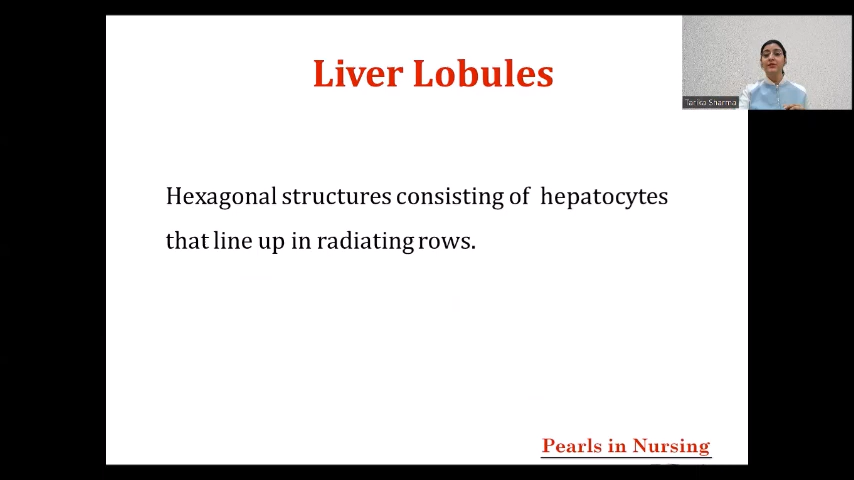 Liver Lobules
Tarika Sharma
Hexagonal structures consisting of hepatocytes
that line up in radiating rows.
Pearls in Nursing